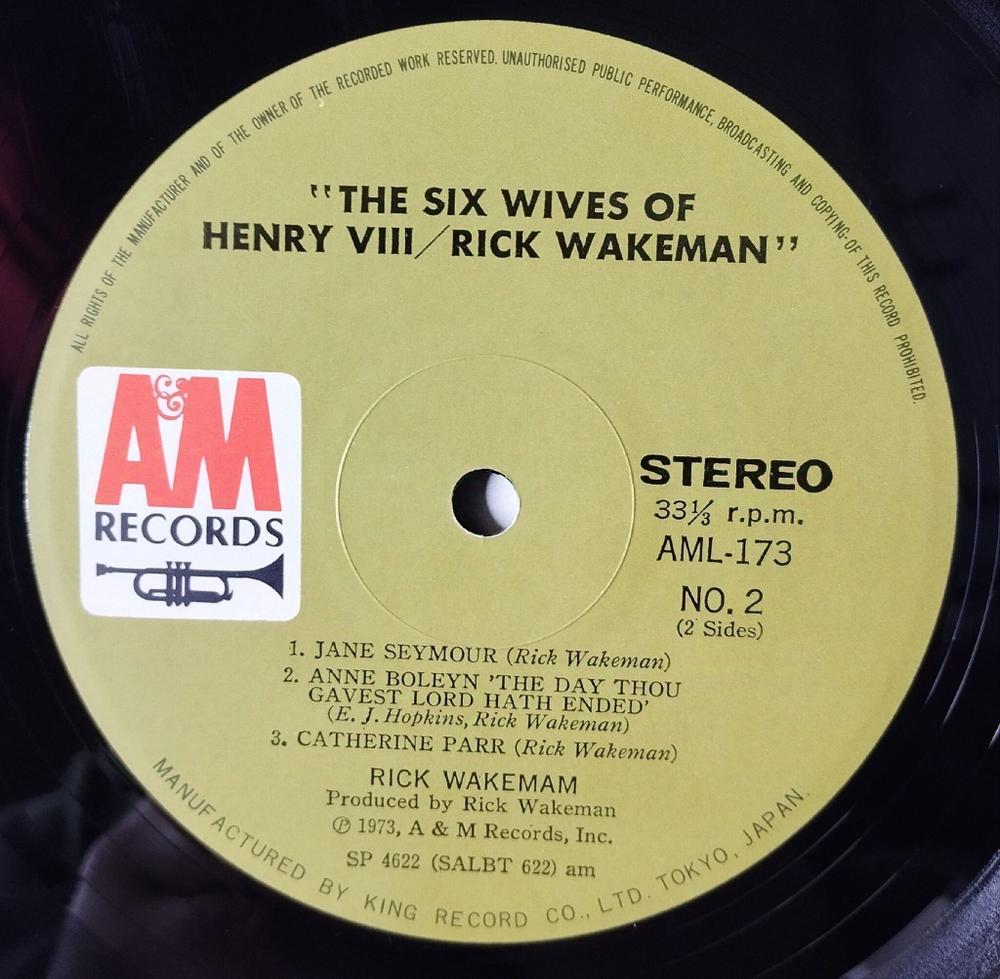 ALL RIGHTS OF THE MANUFACTURER AND OF THE OWNER OF THE RECORDED WORK RESERVED. UNAUTHORISED PUBLIC PERFORMANCE, BROADCASTING AND COPYING OF THIS RECORD PROHIBITED.
"THE SIX WIVES OF
HENRY VIII/RICK WAKEMAN"
A&M
RECORDS
STEREO
33⅓ r.p.m.
AML-173
NO. 2
(2 Sides)
1. JANE SEYMOUR (Rick Wakeman)
2. ANNE BOLEYN 'THE DAY THOU
GAVEST LORD HATH ENDED'
(E. J. Hopkins, Rick Wakeman)
3. CATHERINE PARR (Rick Wakeman)
RICK WAKEMAM
Produced by Rick Wakeman
Ⓟ 1973, A & M Records, Inc.
SP 4622 (SALBT 622) am
MANUFACTURED BY KING RECORD CO., LTD. TOKYO, JAPAN.